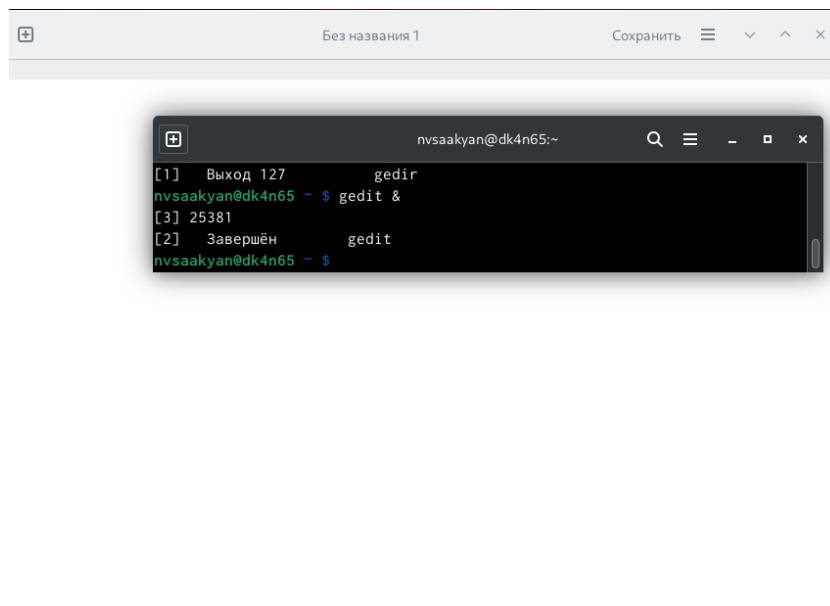 Без названия 1 Сохранить
nvsaakyan@dk4n65:~
[1] Выход 127 gedir
nvsaakyan@dk4n65 ~ $ gedit &
[3] 25381
[2] Завершён gedit
nvsaakyan@dk4n65 ~ $